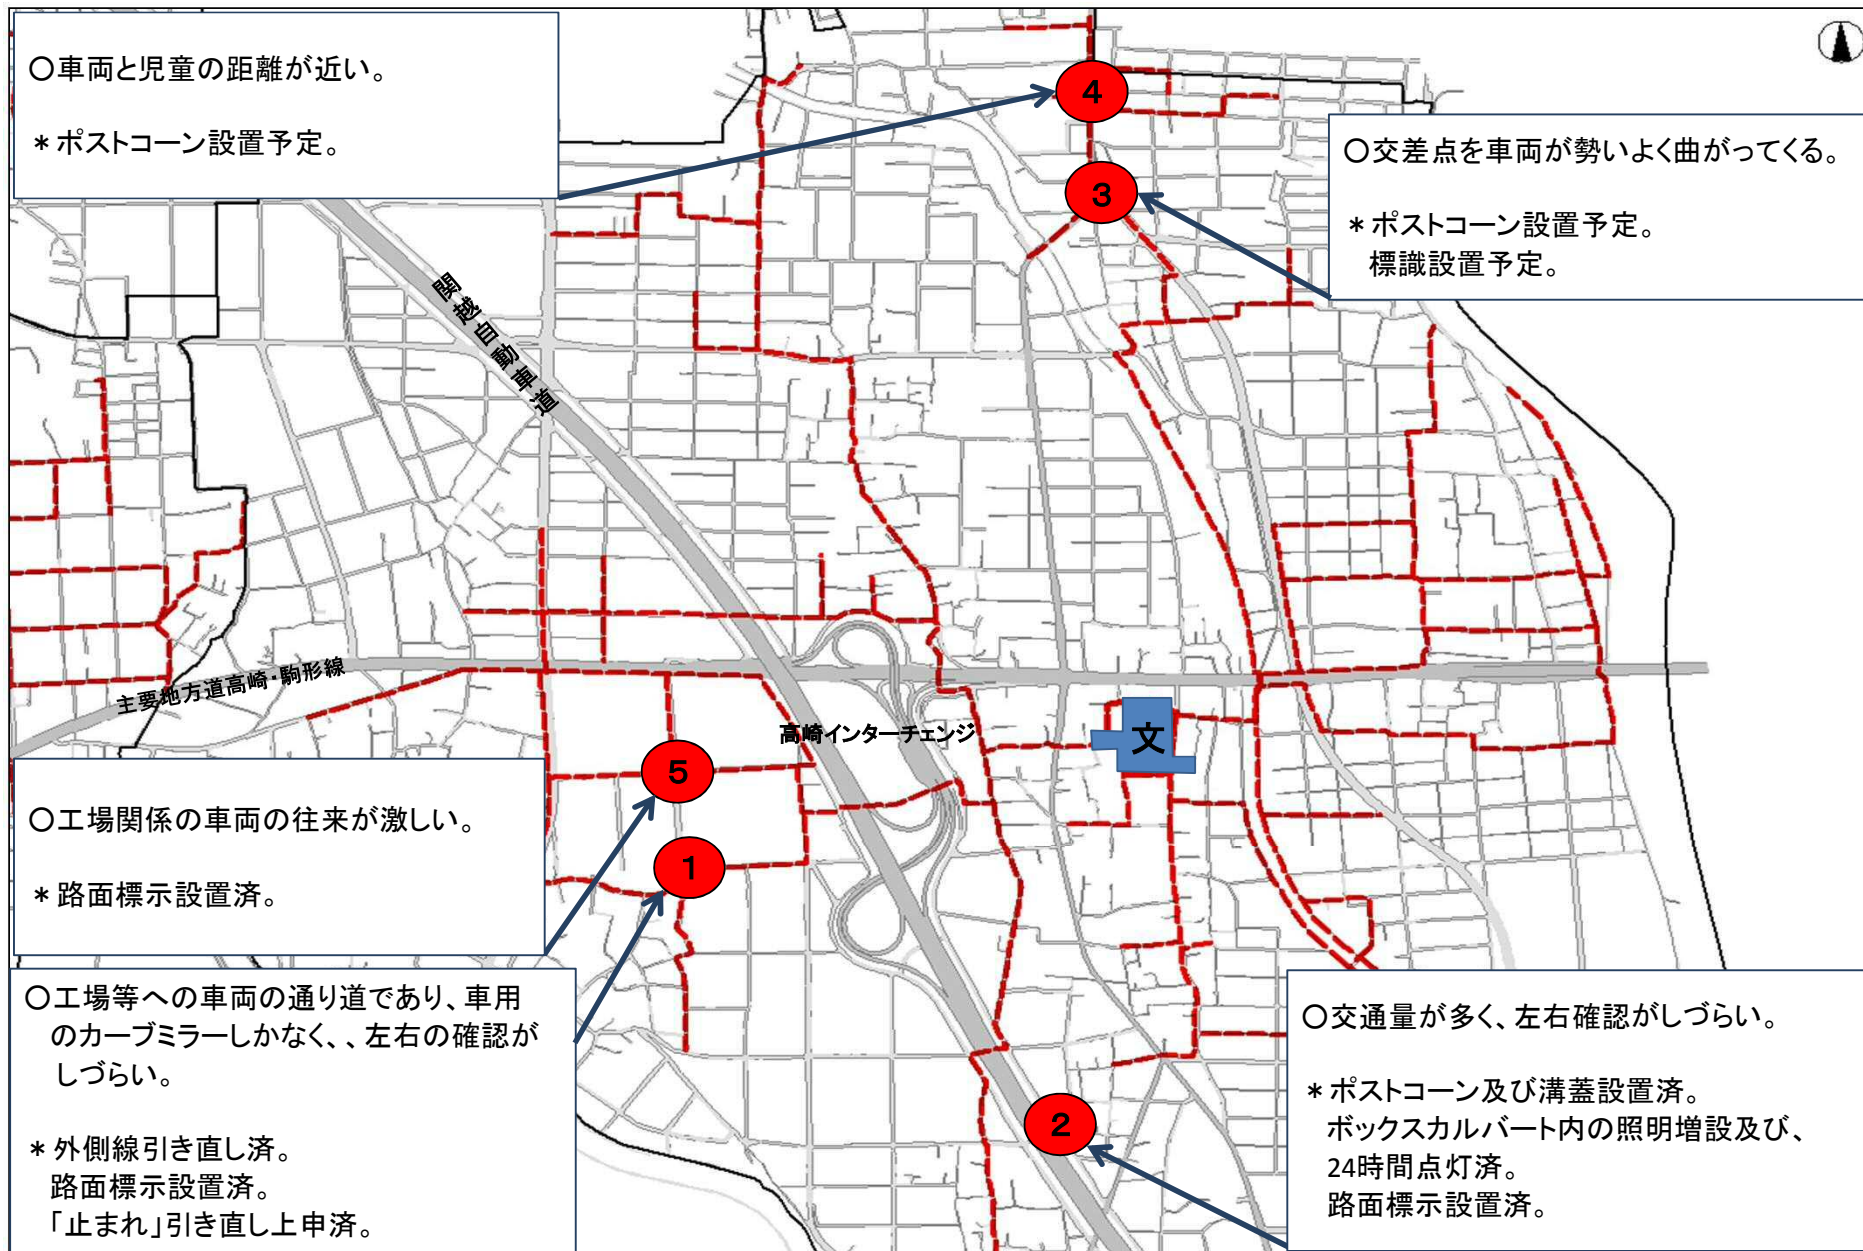 〇車両と児童の距離が近い。
＊ポストコーン設置予定。
4
〇交差点を車両が勢いよく曲がってくる。
＊ポストコーン設置予定。
標識設置予定。
3
関越自動車道
主要地方道高崎・駒形線
高崎インターチェンジ
文
5
〇工場関係の車両の往来が激しい。
＊路面標示設置済。
1
〇工場等への車両の通り道であり、車用
のカーブミラーしかなく、、左右の確認が
しづらい。
＊外側線引き直し済。
路面標示設置済。
「止まれ」引き直し上申済。
2
〇交通量が多く、左右確認がしづらい。
＊ポストコーン及び溝蓋設置済。
ボックスカルバート内の照明増設及び、
24時間点灯済。
路面標示設置済。